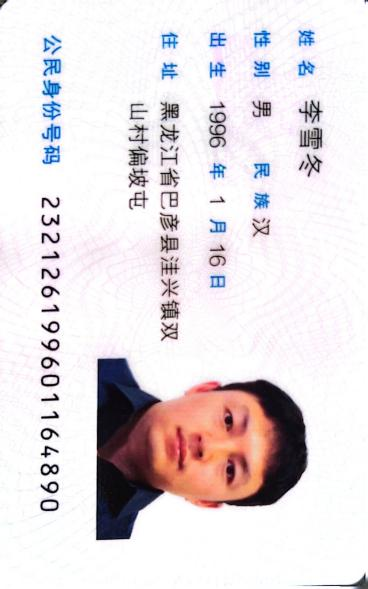 姓名 李雪冬
性别 男 民族 汉
出生 1996 年 1 月 16 日
住址 黑龙江省巴彦县洼兴镇双
山村偏坡屯
公民身份号码 232126199601164890